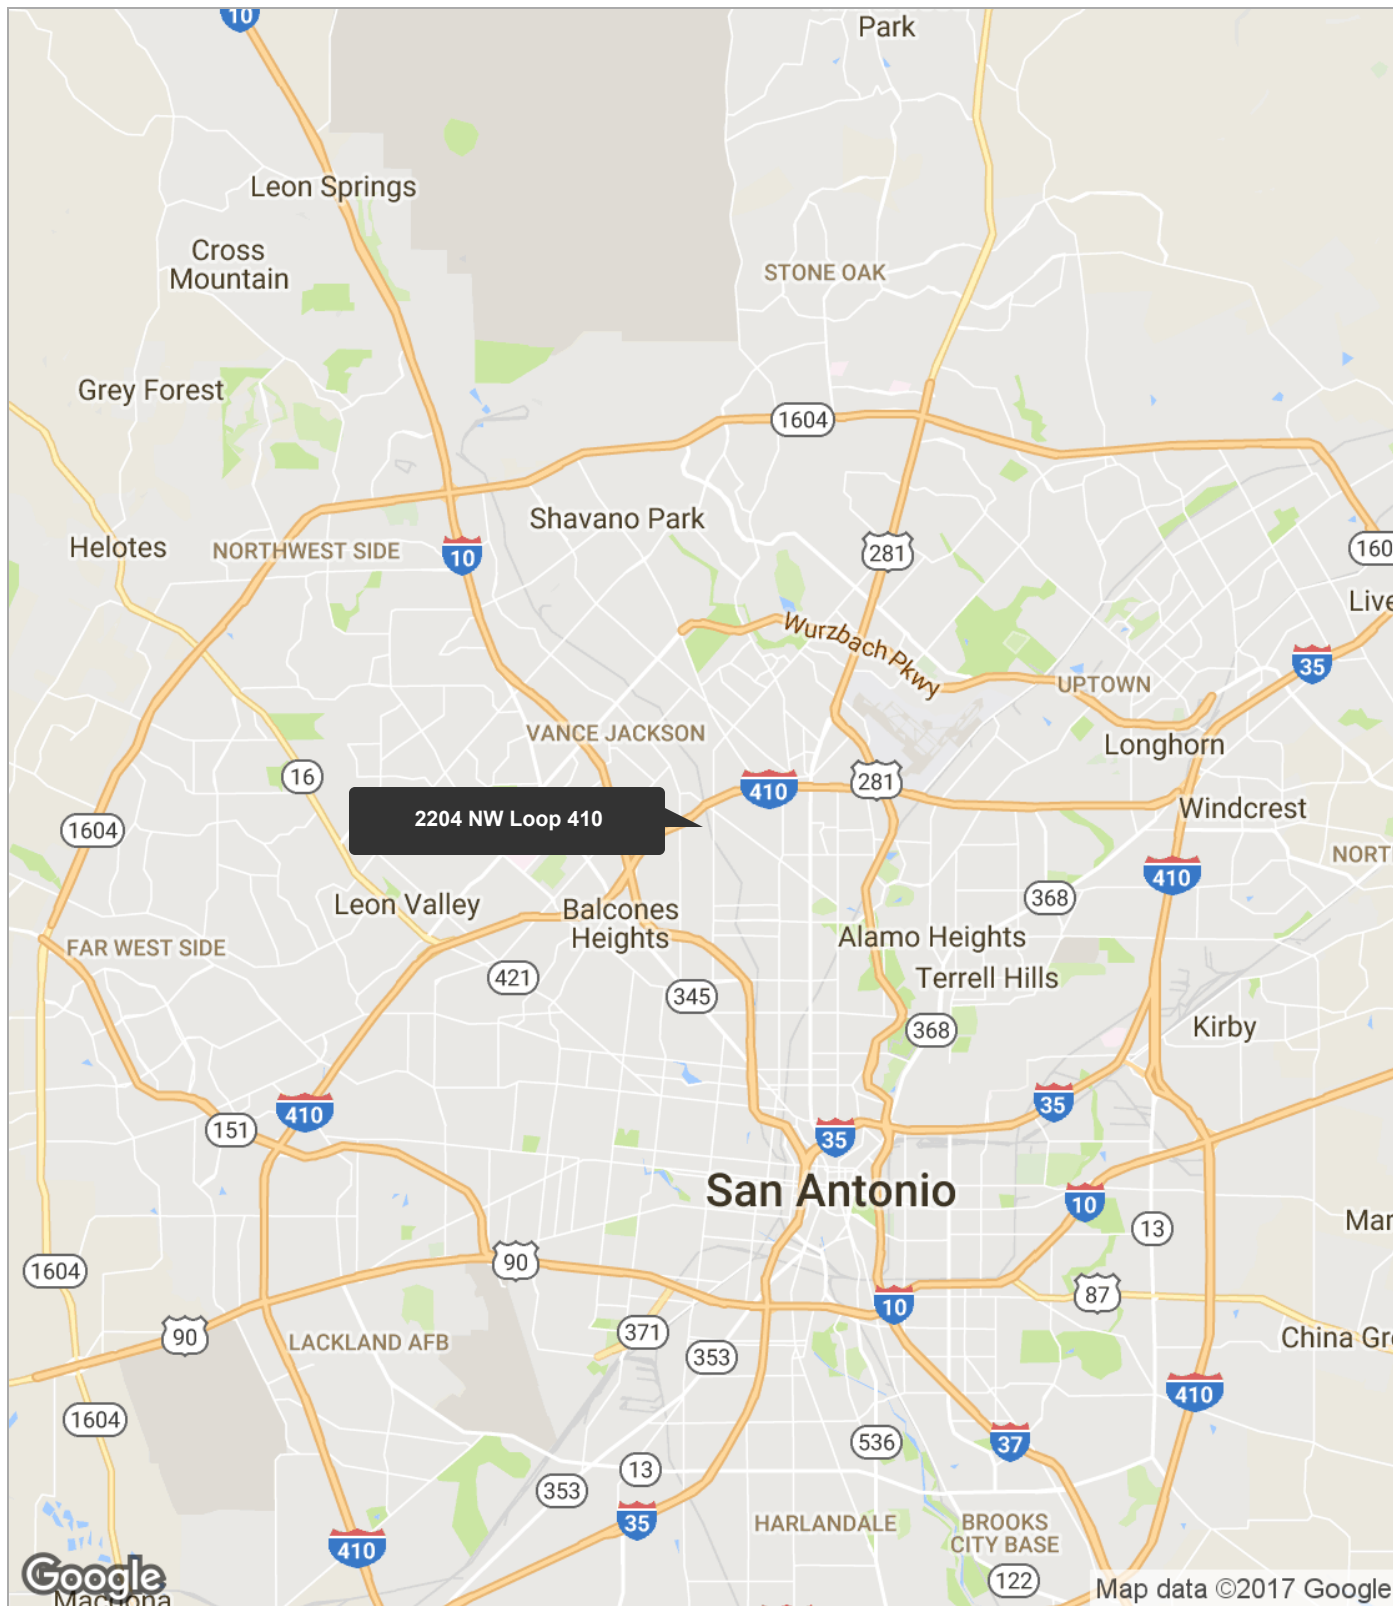 10
Park
Leon Springs
Cross
Mountain
STONE OAK
Grey Forest
1604
Shavano Park
Helotes
NORTHWEST SIDE
10
281
160
Live
Wurzbach Pkwy
35
UPTOWN
VANCE JACKSON
Longhorn
16
410
281
2204 NW Loop 410
Windcrest
1604
NORT
410
368
Leon Valley
Balcones
Heights
Alamo Heights
FAR WEST SIDE
Terrell Hills
421
345
368
Kirby
410
35
151
35
San Antonio
10
13
Mar
1604
90
87
10
90
371
LACKLAND AFB
353
China Gr
410
1604
536
37
13
353
35
HARLANDALE
BROOKS
CITY BASE
410
122
Google
Macdona
Map data ©2017 Google